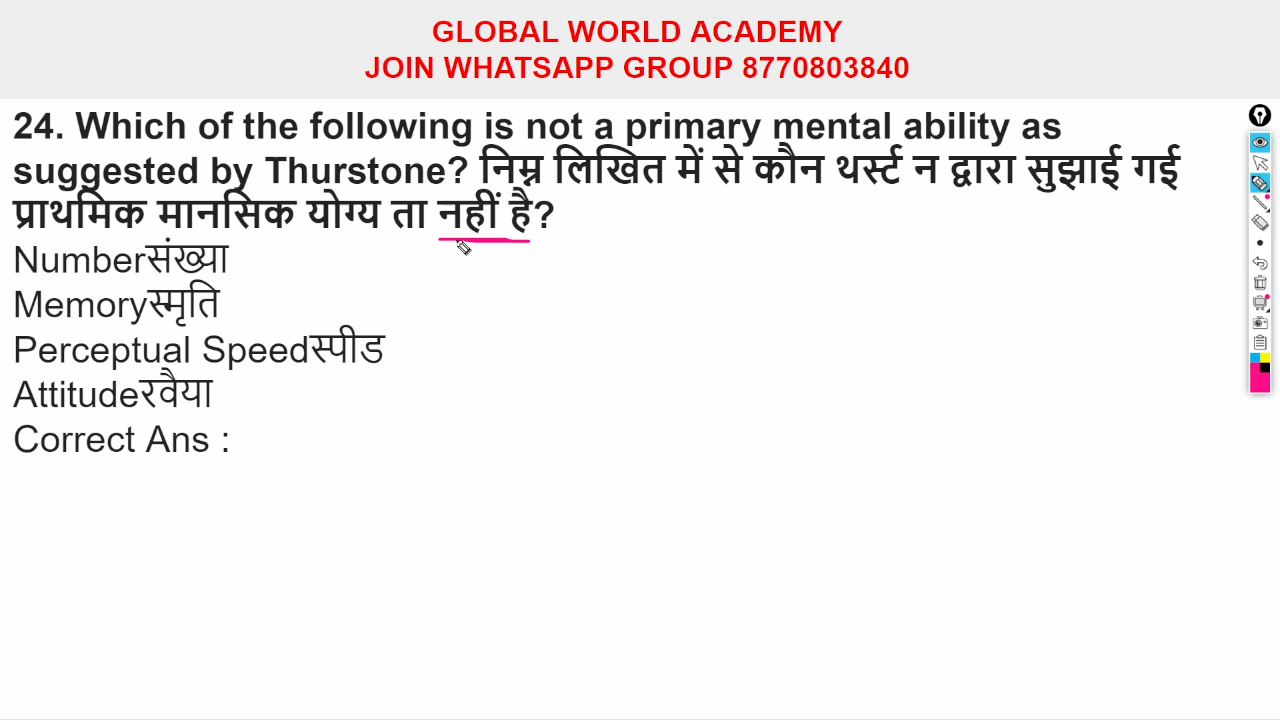 GLOBAL WORLD ACADEMY
JOIN WHATSAPP GROUP 8770803840
24. Which of the following is not a primary mental ability as
suggested by Thurstone? निम्न लिखित में से कौन थर्स्ट न द्वारा सुझाई गई
प्राथमिक मानसिक योग्य ता नहीं है?
Numberसंख्या
Memoryस्मृति
Perceptual Speedस्पीड
Attitudeरवैया
Correct Ans :